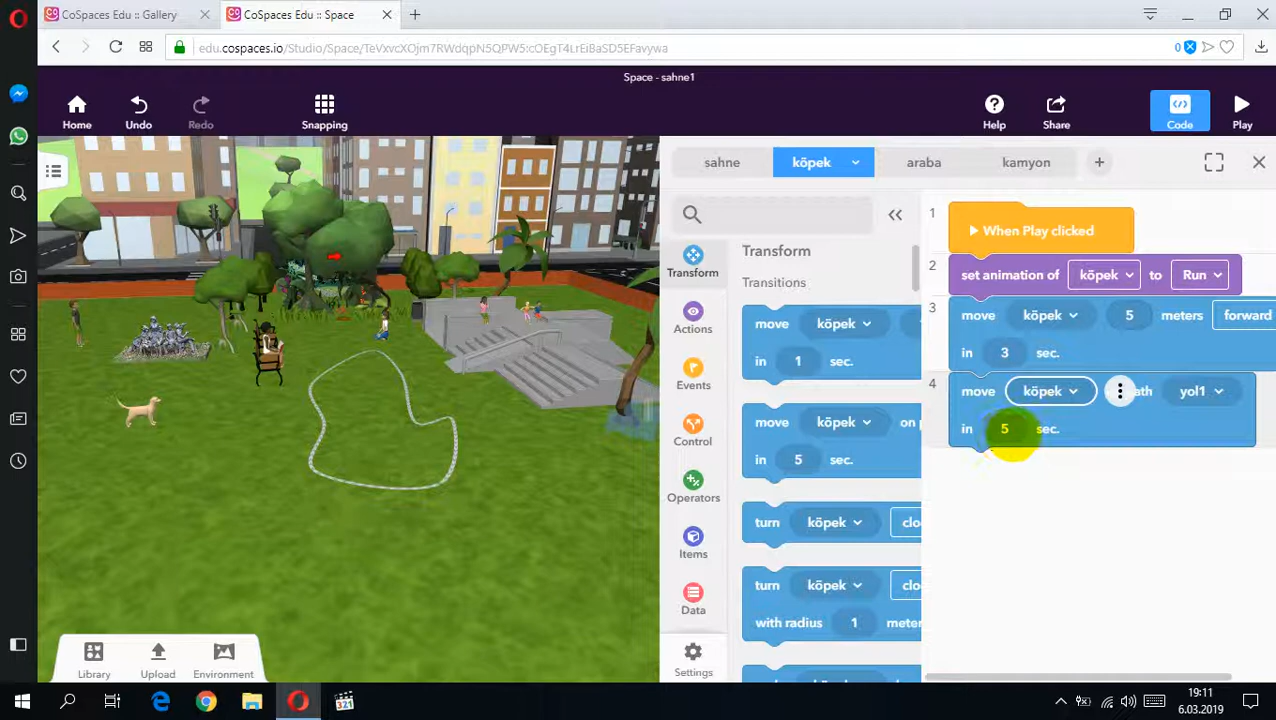 CoSpaces Edu :: Gallery
CoSpaces Edu :: Space
edu.cospaces.io/Studio/Space/TeVxvrcXOjm7RWdqpN5QPW5:cOEgT4LrEiBaSD5EFavywa
0
Space - sahne1
Home
Undo
Redo
Snapping
Help
Share
Code
Play
sahne
köpek
araba
kamyon
Transform
Actions
Events
Control
Operators
Items
Data
Settings
Transform
Transitions
move köpek
in 1 sec.
move köpek on p
in 5 sec.
turn köpek clo
turn köpek clo
with radius 1 meter
1
When Play clicked
2
set animation of köpek to Run
3
move köpek 5 meters forward
in 3 sec.
4
move köpek ath yol1
in 5 sec.
Library
Upload
Environment
321
19:11
6.03.2019